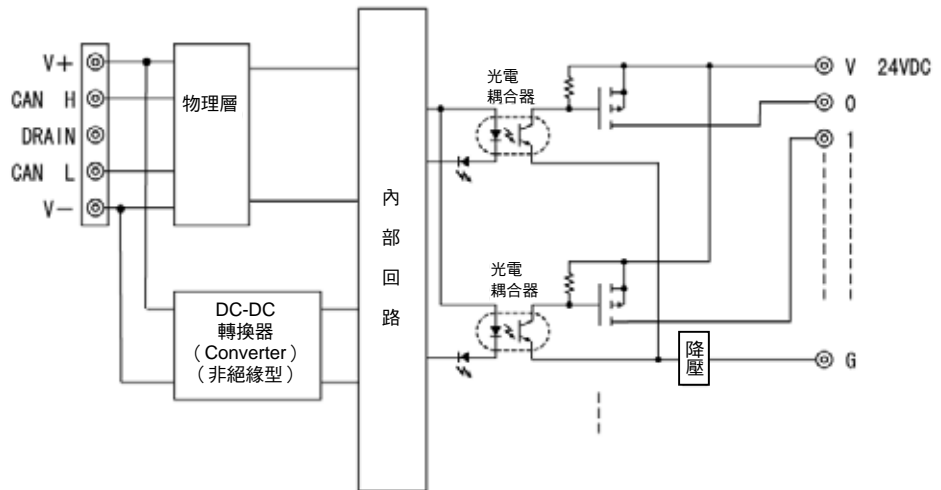 V+
CAN H
DRAIN
CAN L
V−
物理層
DC-DC
轉換器
（Converter）
（非絕緣型）
內
部
回
路
光電
耦合器
光電
耦合器
降
壓
V 24VDC
0
1
G